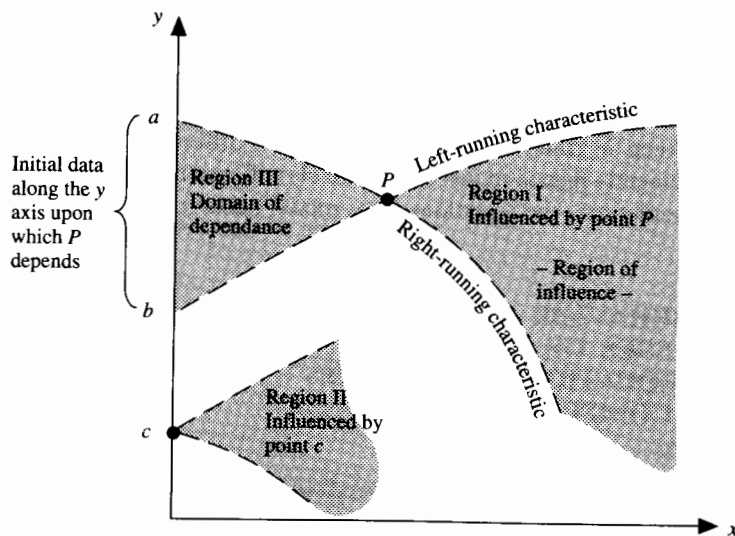 y
a
Initial data
along the y
axis upon
which P
depends
b
Region III
Domain of
dependance
P
Left-running characteristic
Region I
Influenced by point P
– Region of
influence –
Right-running characteristic
c
Region II
Influenced by
point c
x